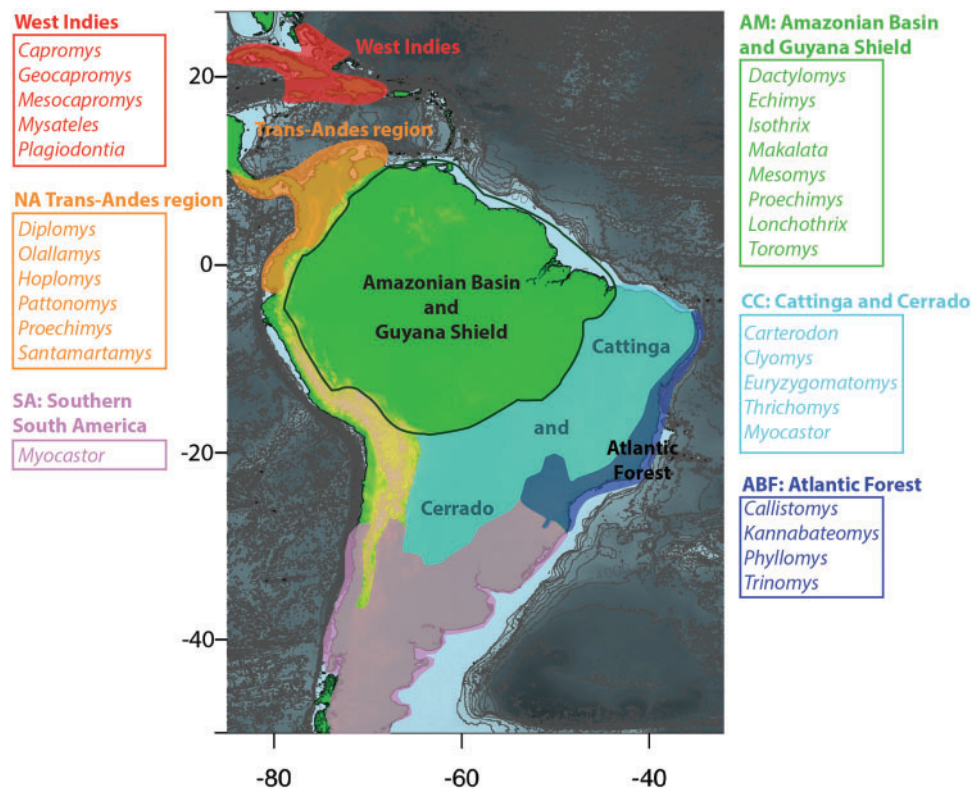 West Indies
Capromys
Geocapromys
Mesocapromys
Mysateles
Plagiodontia
NA Trans-Andes region
Diplomys
Olallamys
Hoplomys
Pattonomys
Proechimys
Santamartamys
SA: Southern
South America
Myocastor
20
0
-20
-40
-80
-60
-40
West Indies
Trans-Andes region
Amazonian Basin
and
Guyana Shield
Cattinga
and
Cerrado
Atlantic
Forest
AM: Amazonian Basin
and Guyana Shield
Dactylomys
Echimys
Isothrix
Makalata
Mesomys
Proechimys
Lonchothrix
Toromys
CC: Cattinga and Cerrado
Carterodon
Clyomys
Euryzygomatomys
Thrichomys
Myocastor
ABF: Atlantic Forest
Callistomys
Kannabateomys
Phyllomys
Trinomys